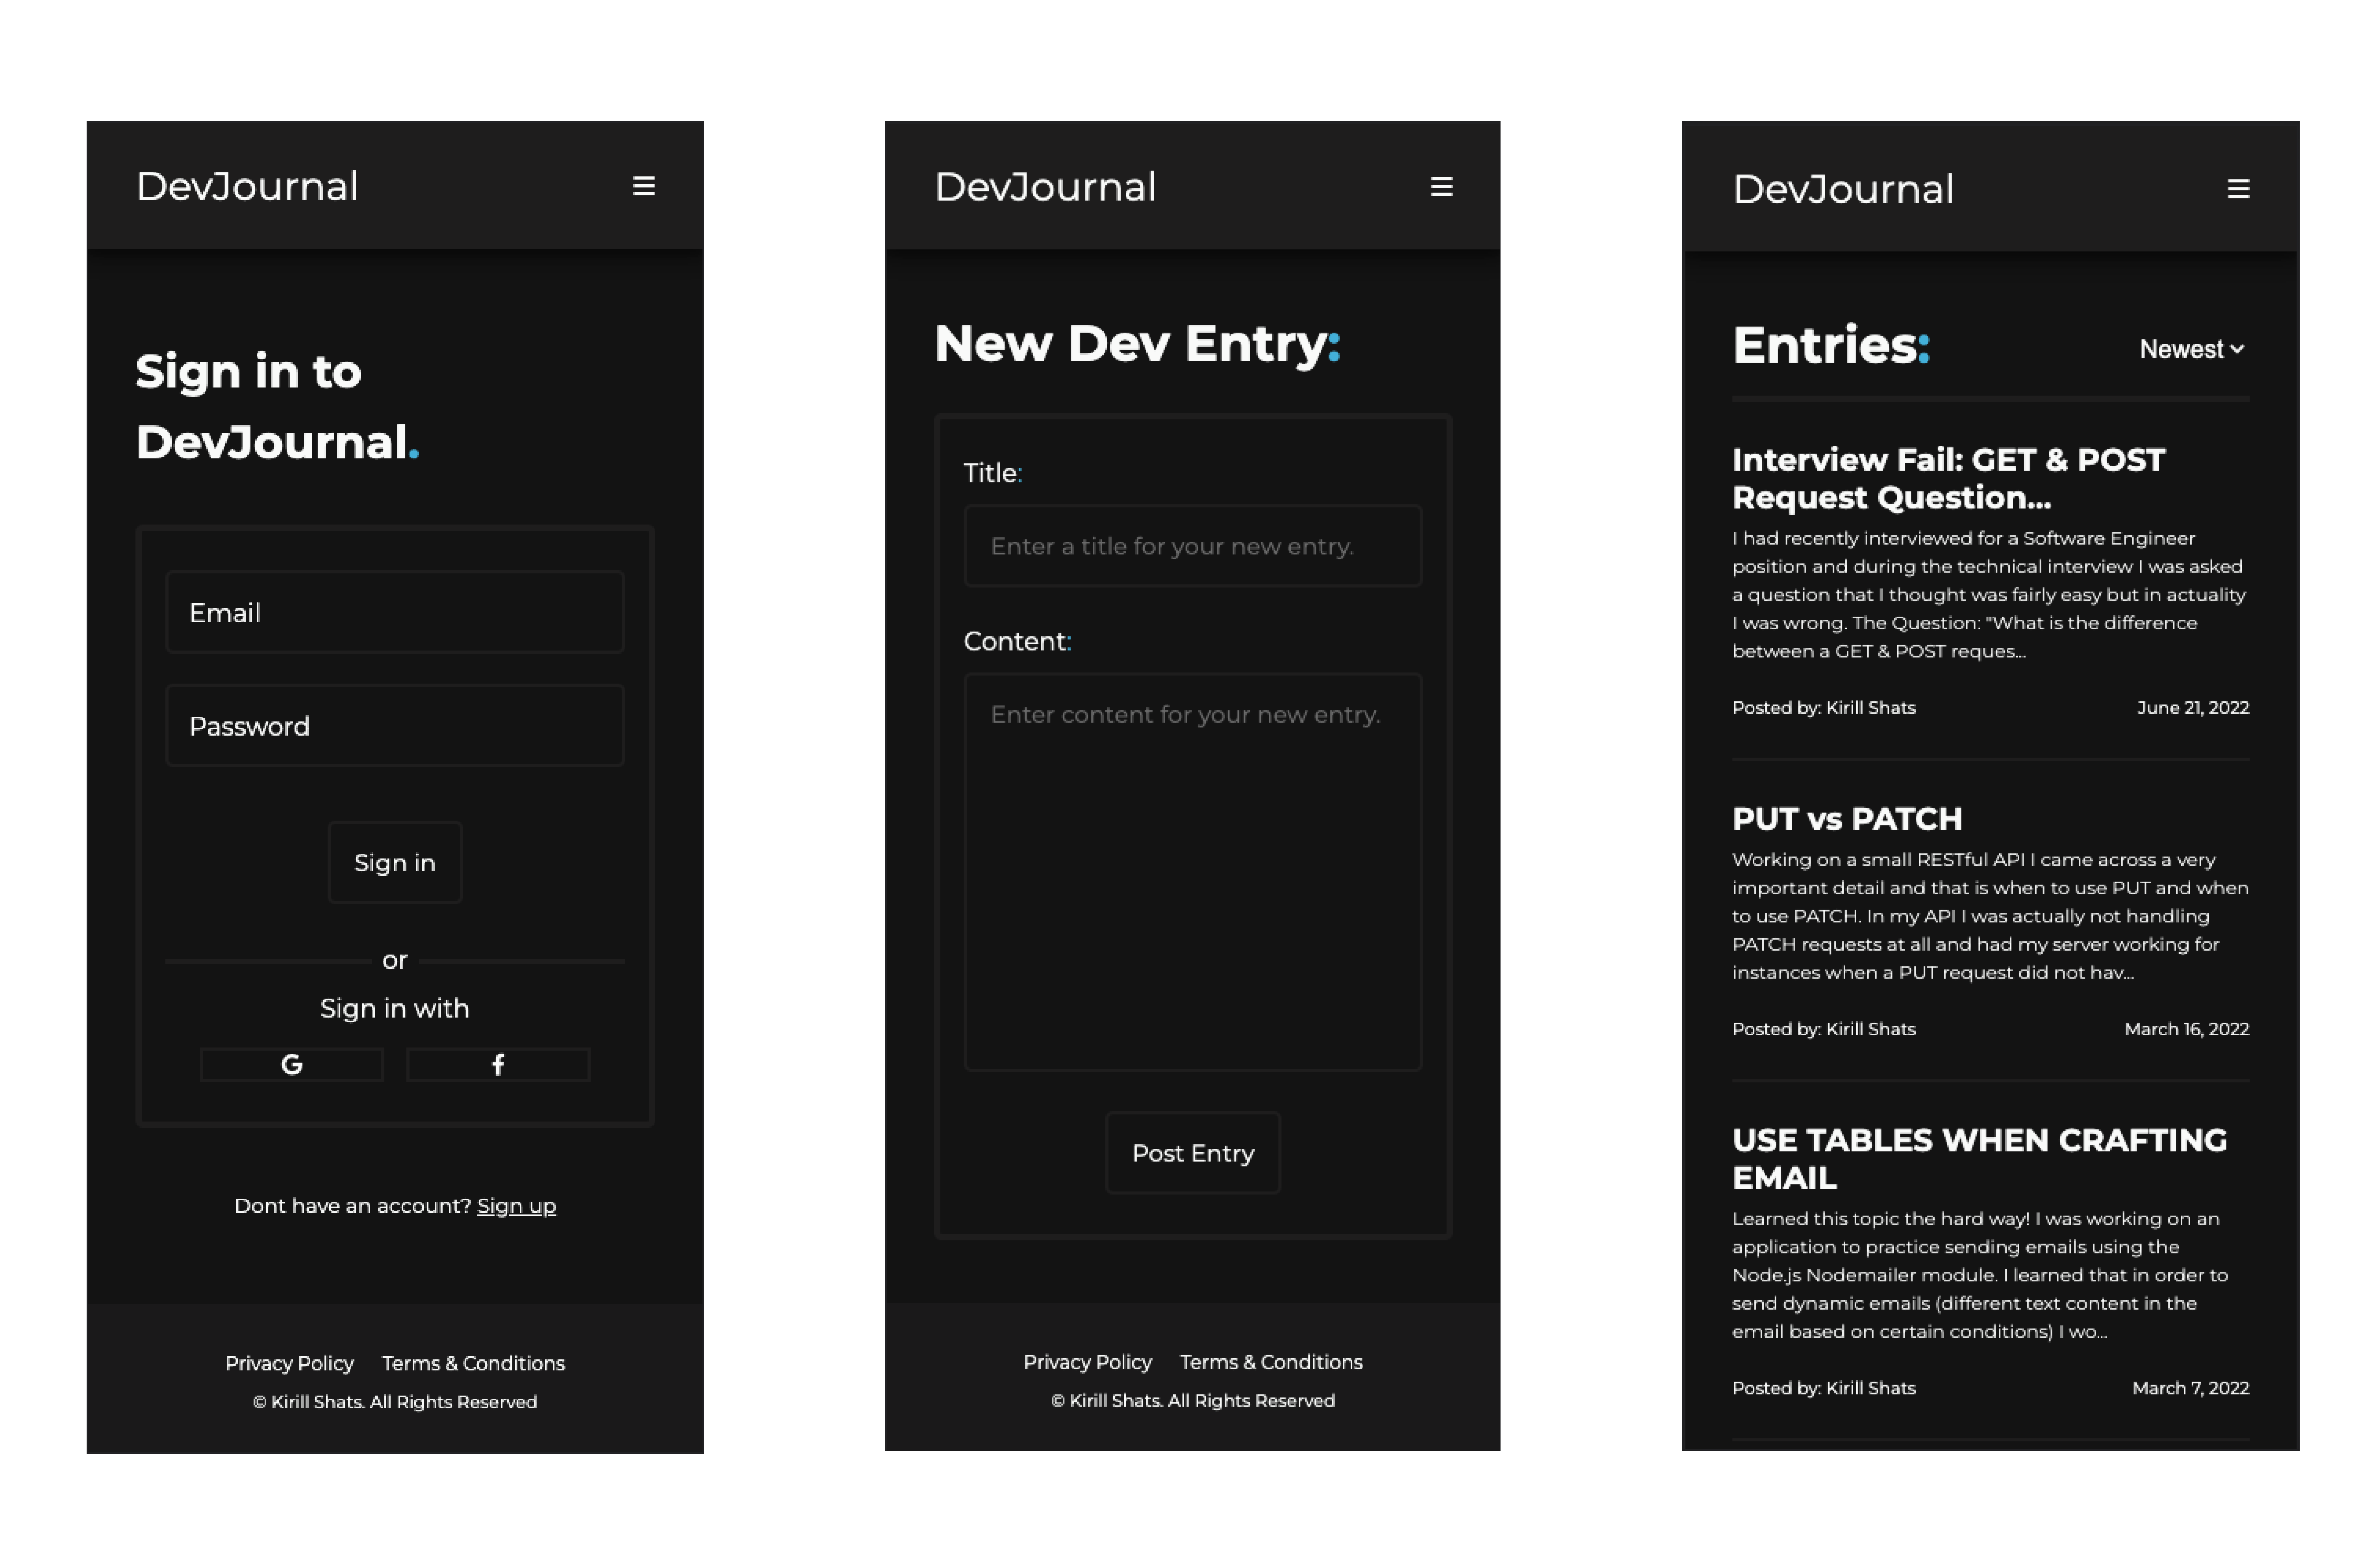 DevJournal
Sign in to
DevJournal.
Email
Password
Sign in
or
Sign in with
G f
Dont have an account? Sign up
Privacy Policy Terms & Conditions
© Kirill Shats. All Rights Reserved
DevJournal
New Dev Entry:
Title:
Enter a title for your new entry.
Content:
Enter content for your new entry.
Post Entry
Privacy Policy Terms & Conditions
© Kirill Shats. All Rights Reserved
DevJournal
Entries: Newest
Interview Fail: GET & POST
Request Question...
I had recently interviewed for a Software Engineer
position and during the technical interview I was asked
a question that I thought was fairly easy but in actuality
I was wrong. The Question: "What is the difference
between a GET & POST reques...
Posted by: Kirill Shats June 21, 2022
PUT vs PATCH
Working on a small RESTful API I came across a very
important detail and that is when to use PUT and when
to use PATCH. In my API I was actually not handling
PATCH requests at all and had my server working for
instances when a PUT request did not hav...
Posted by: Kirill Shats March 16, 2022
USE TABLES WHEN CRAFTING
EMAIL
Learned this topic the hard way! I was working on an
application to practice sending emails using the
Node.js Nodemailer module. I learned that in order to
send dynamic emails (different text content in the
email based on certain conditions) I wo...
Posted by: Kirill Shats March 7, 2022